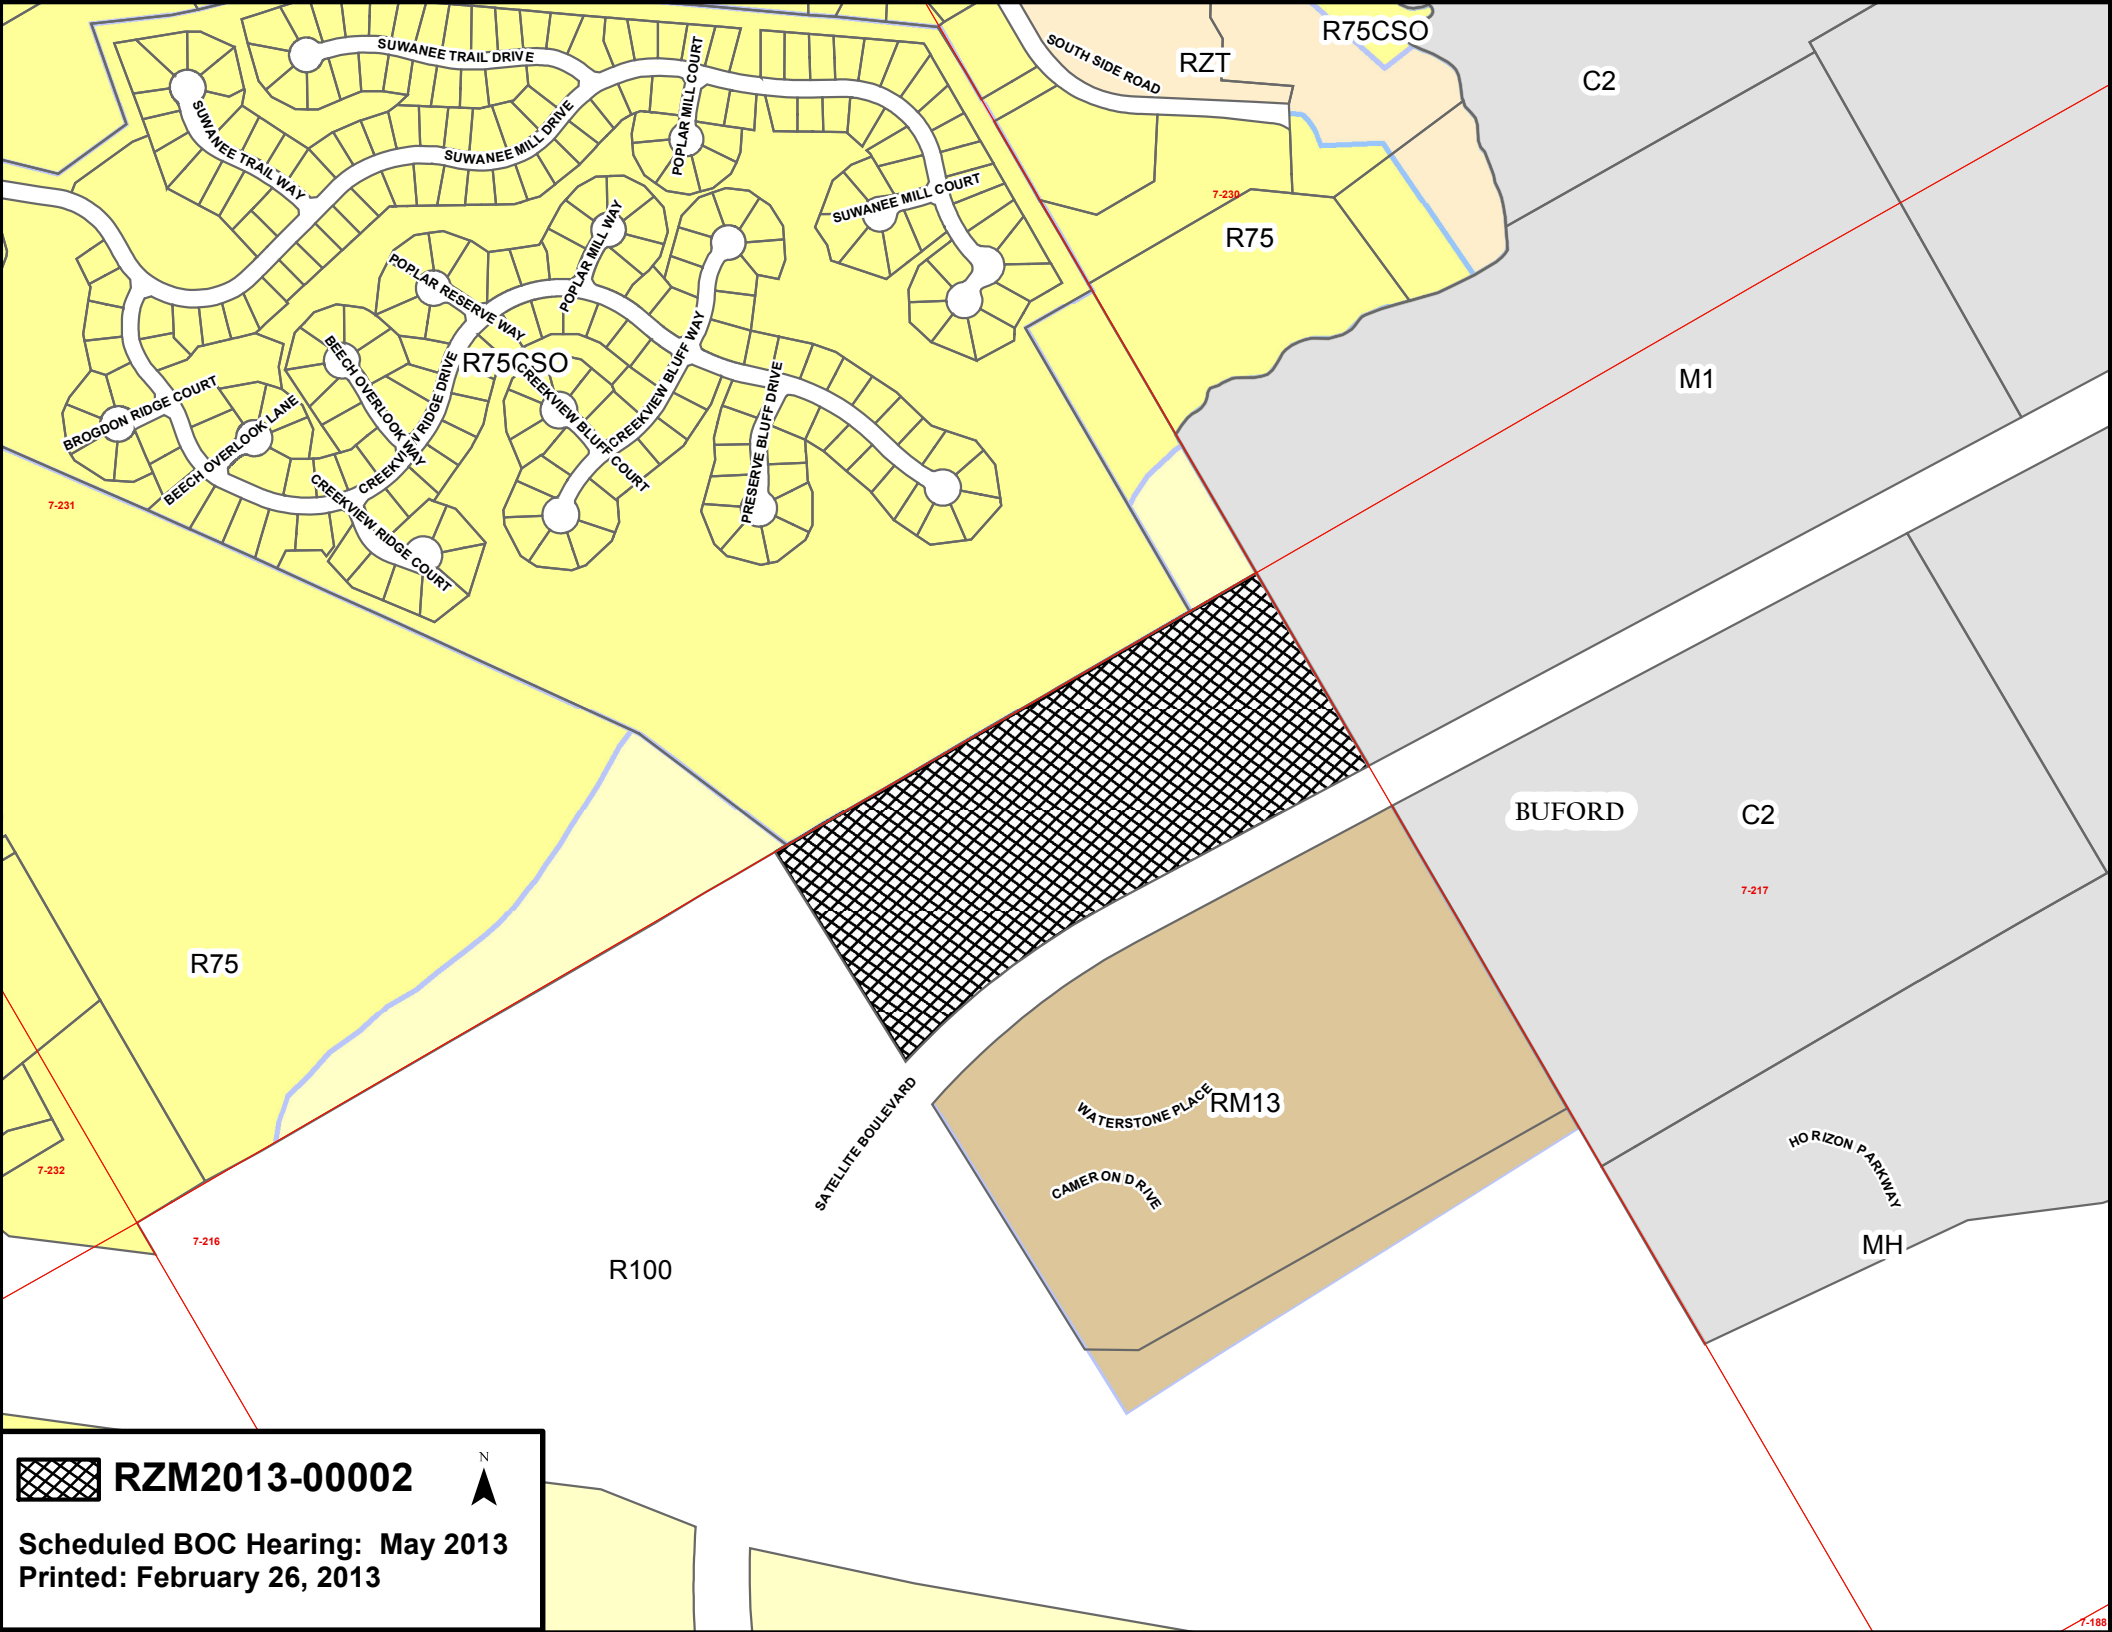 R75CSO
SOUTH SIDE ROAD
RZT
C2
SUWANEE TRAIL DRIVE
POPLAR MILL COURT
SUWANEE TRAIL WAY
SUWANEE MILL DRIVE
SUWANEE MILL COURT
7-230
R75
POPLAR MILL WAY
POPLAR RESERVE WAY
R75CSO
BEECH OVERLOOK WAY
CREEKVIEW BLUFF WAY
CREEKVIEW BLUFF COURT
PRESERVE BLUFF DRIVE
M1
BROGDON RIDGE COURT
BEECH OVERLOOK LANE
CREEKVIEW RIDGE DRIVE
CREEKVIEW RIDGE COURT
7-231
BUFORD
C2
7-217
R75
SATELLITE BOULEVARD
WATERSTONE PLACE
RM13
CAMERON DRIVE
HORIZON PARKWAY
7-232
7-216
MH
R100
RZM2013-00002
N
Scheduled BOC Hearing: May 2013
Printed: February 26, 2013
7-188